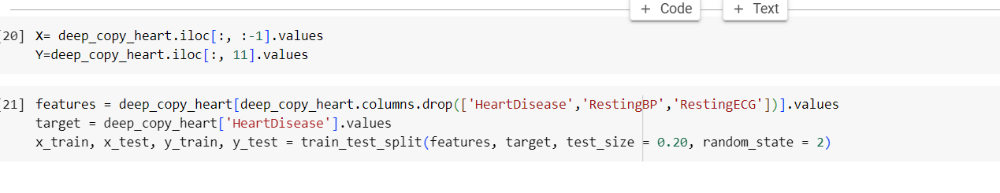 + Code + Text
20] X= deep_copy_heart.iloc[:, :-1].values
Y=deep_copy_heart.iloc[:, 11].values
[21] features = deep_copy_heart[deep_copy_heart.columns.drop(['HeartDisease','RestingBP','RestingECG'])].values
target = deep_copy_heart['HeartDisease'].values
x_train, x_test, y_train, y_test = train_test_split(features, target, test_size = 0.20, random_state = 2)